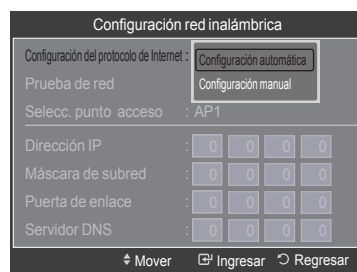 Configuración red inalámbrica
Configuración del protocolo de Internet : Configuración automática
Configuración manual
Prueba de red
Selecc. punto acceso : AP1
Dirección IP : 0 0 0 0
Máscara de subred : 0 0 0 0
Puerta de enlace : 0 0 0 0
Servidor DNS : 0 0 0 0
Mover Ingresar Regresar